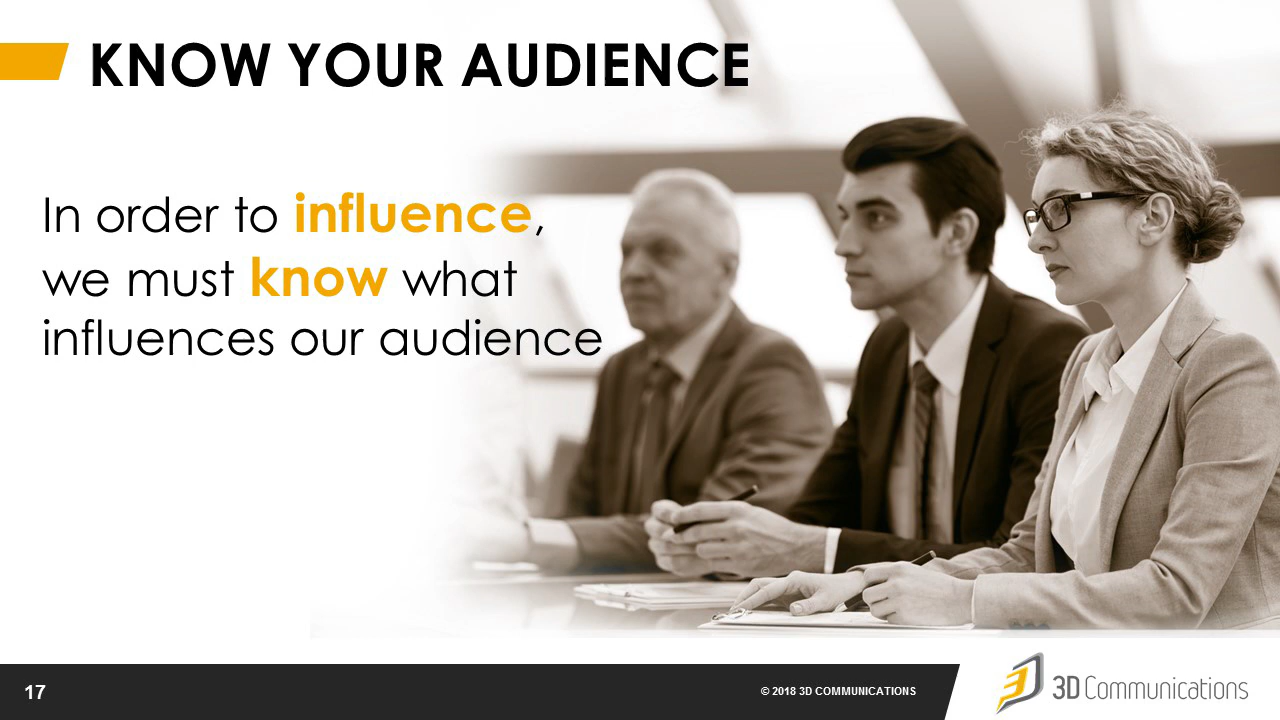 KNOW YOUR AUDIENCE
In order to influence,
we must know what
influences our audience
17
© 2018 3D COMMUNICATIONS
3D Communications